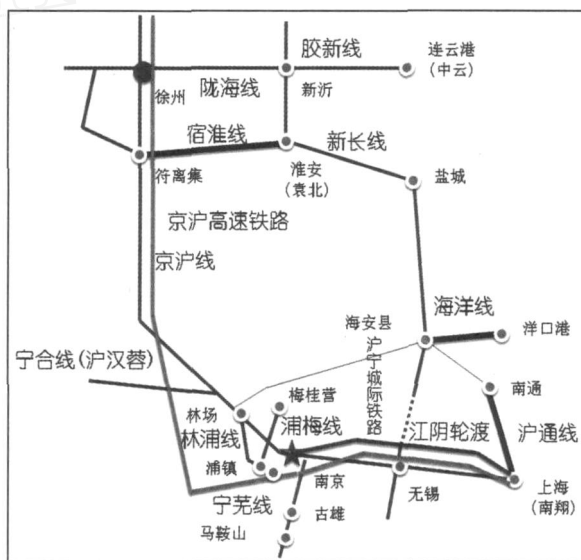 胶新线
连云港
(中云)
徐州
陇海线
新沂
宿淮线
新长线
符离集
淮安
(袁北)
盐城
京沪高速铁路
京沪线
海洋线
海安县
洋口港
沪宁城际铁路
宁合线(沪汉蓉)
梅桂营
南通
林场
浦梅线
林浦线
江阴轮渡
沪通线
浦镇
南京
无锡
上海
(南翔)
宁芜线
古雄
马鞍山